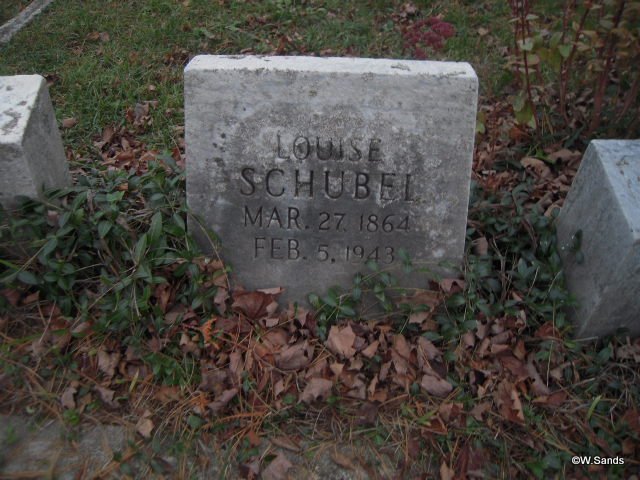 LOUISE
SCHUBEL
MAR. 27, 1864
FEB. 5, 1943
©W.Sands